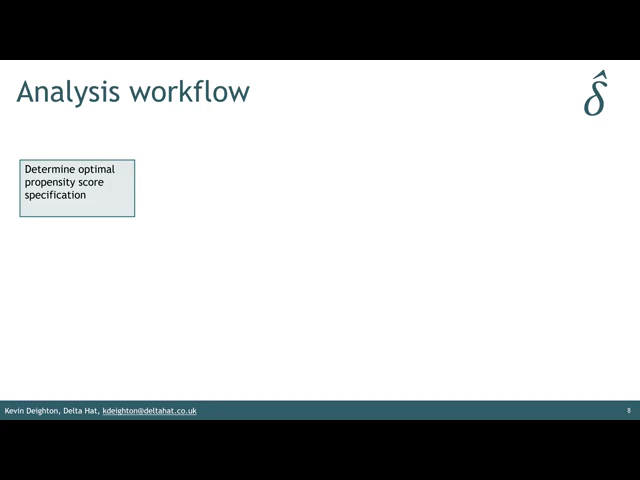 Analysis workflow
δ̂
Determine optimal
propensity score
specification
Kevin Deighton, Delta Hat, kdeighton@deltahat.co.uk
8